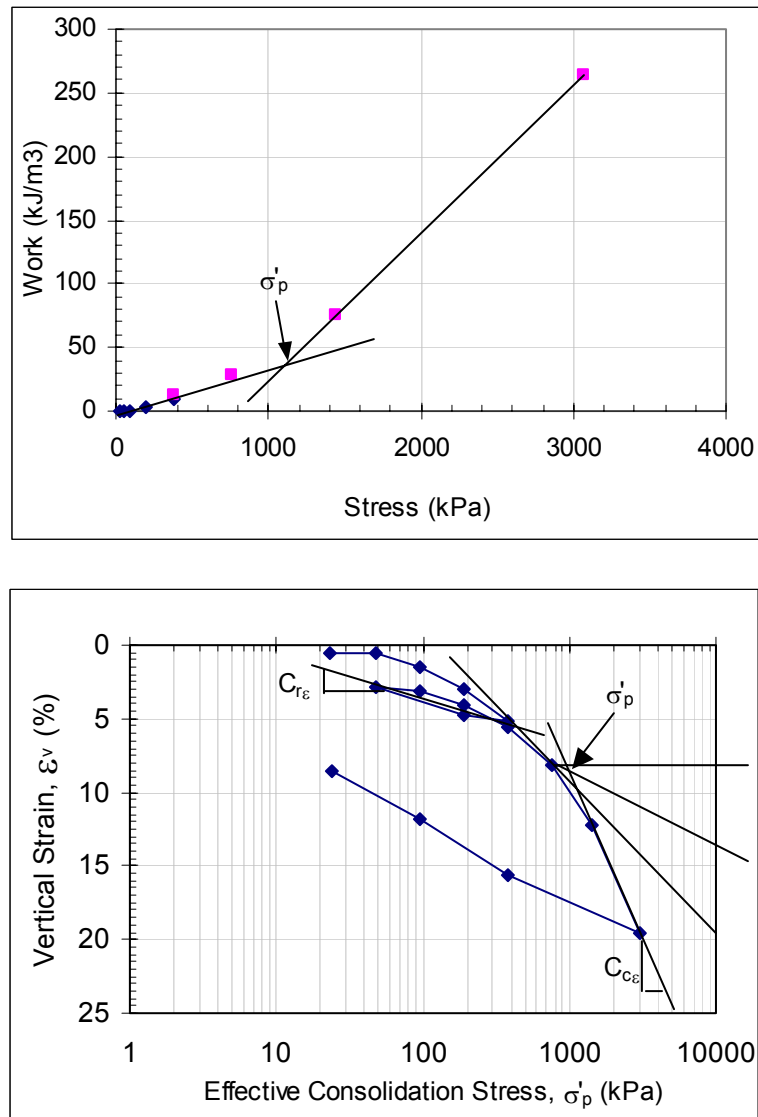 300
250
200
150
100
50
0
Work (kJ/m3)
σ'p
0 1000 2000 3000 4000
Stress (kPa)
0
5
10
15
20
25
Vertical Strain, εv (%)
Crε
σ'p
Ccε
1 10 100 1000 10000
Effective Consolidation Stress, σ'p (kPa)